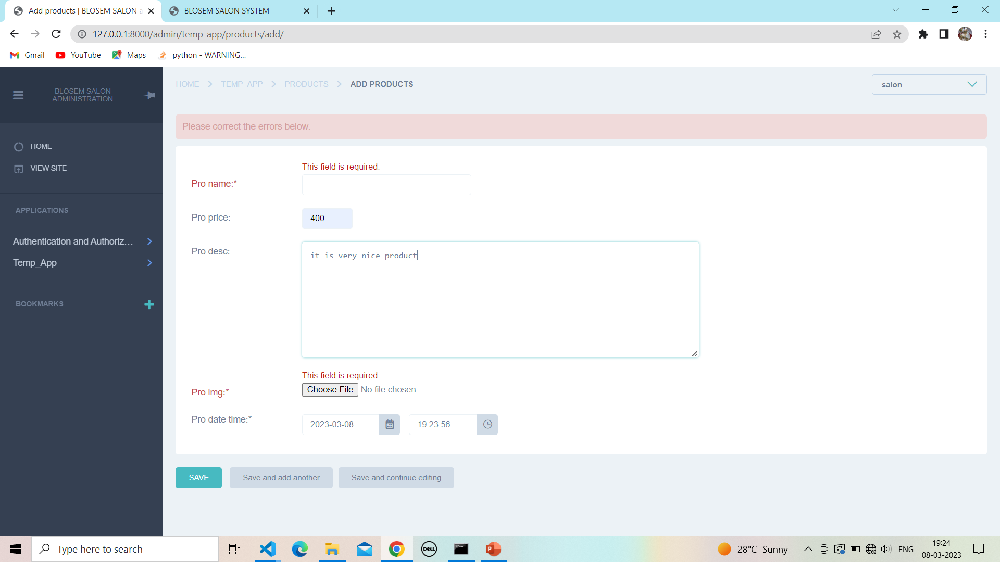 Add products | BLOSEM SALON a
BLOSEM SALON SYSTEM
127.0.0.1:8000/admin/temp_app/products/add/
Gmail
YouTube
Maps
python - WARNING...
BLOSEM SALON
ADMINISTRATION
HOME
VIEW SITE
APPLICATIONS
Authentication and Authoriz...
Temp_App
BOOKMARKS
HOME > TEMP_APP > PRODUCTS > ADD PRODUCTS
salon
Please correct the errors below.
This field is required.
Pro name:*
Pro price:
400
Pro desc:
it is very nice product
This field is required.
Pro img:*
Choose File No file chosen
Pro date time:*
2023-03-08
19:23:56
SAVE
Save and add another
Save and continue editing
Type here to search
DELL
28°C Sunny
ENG
19:24
08-03-2023